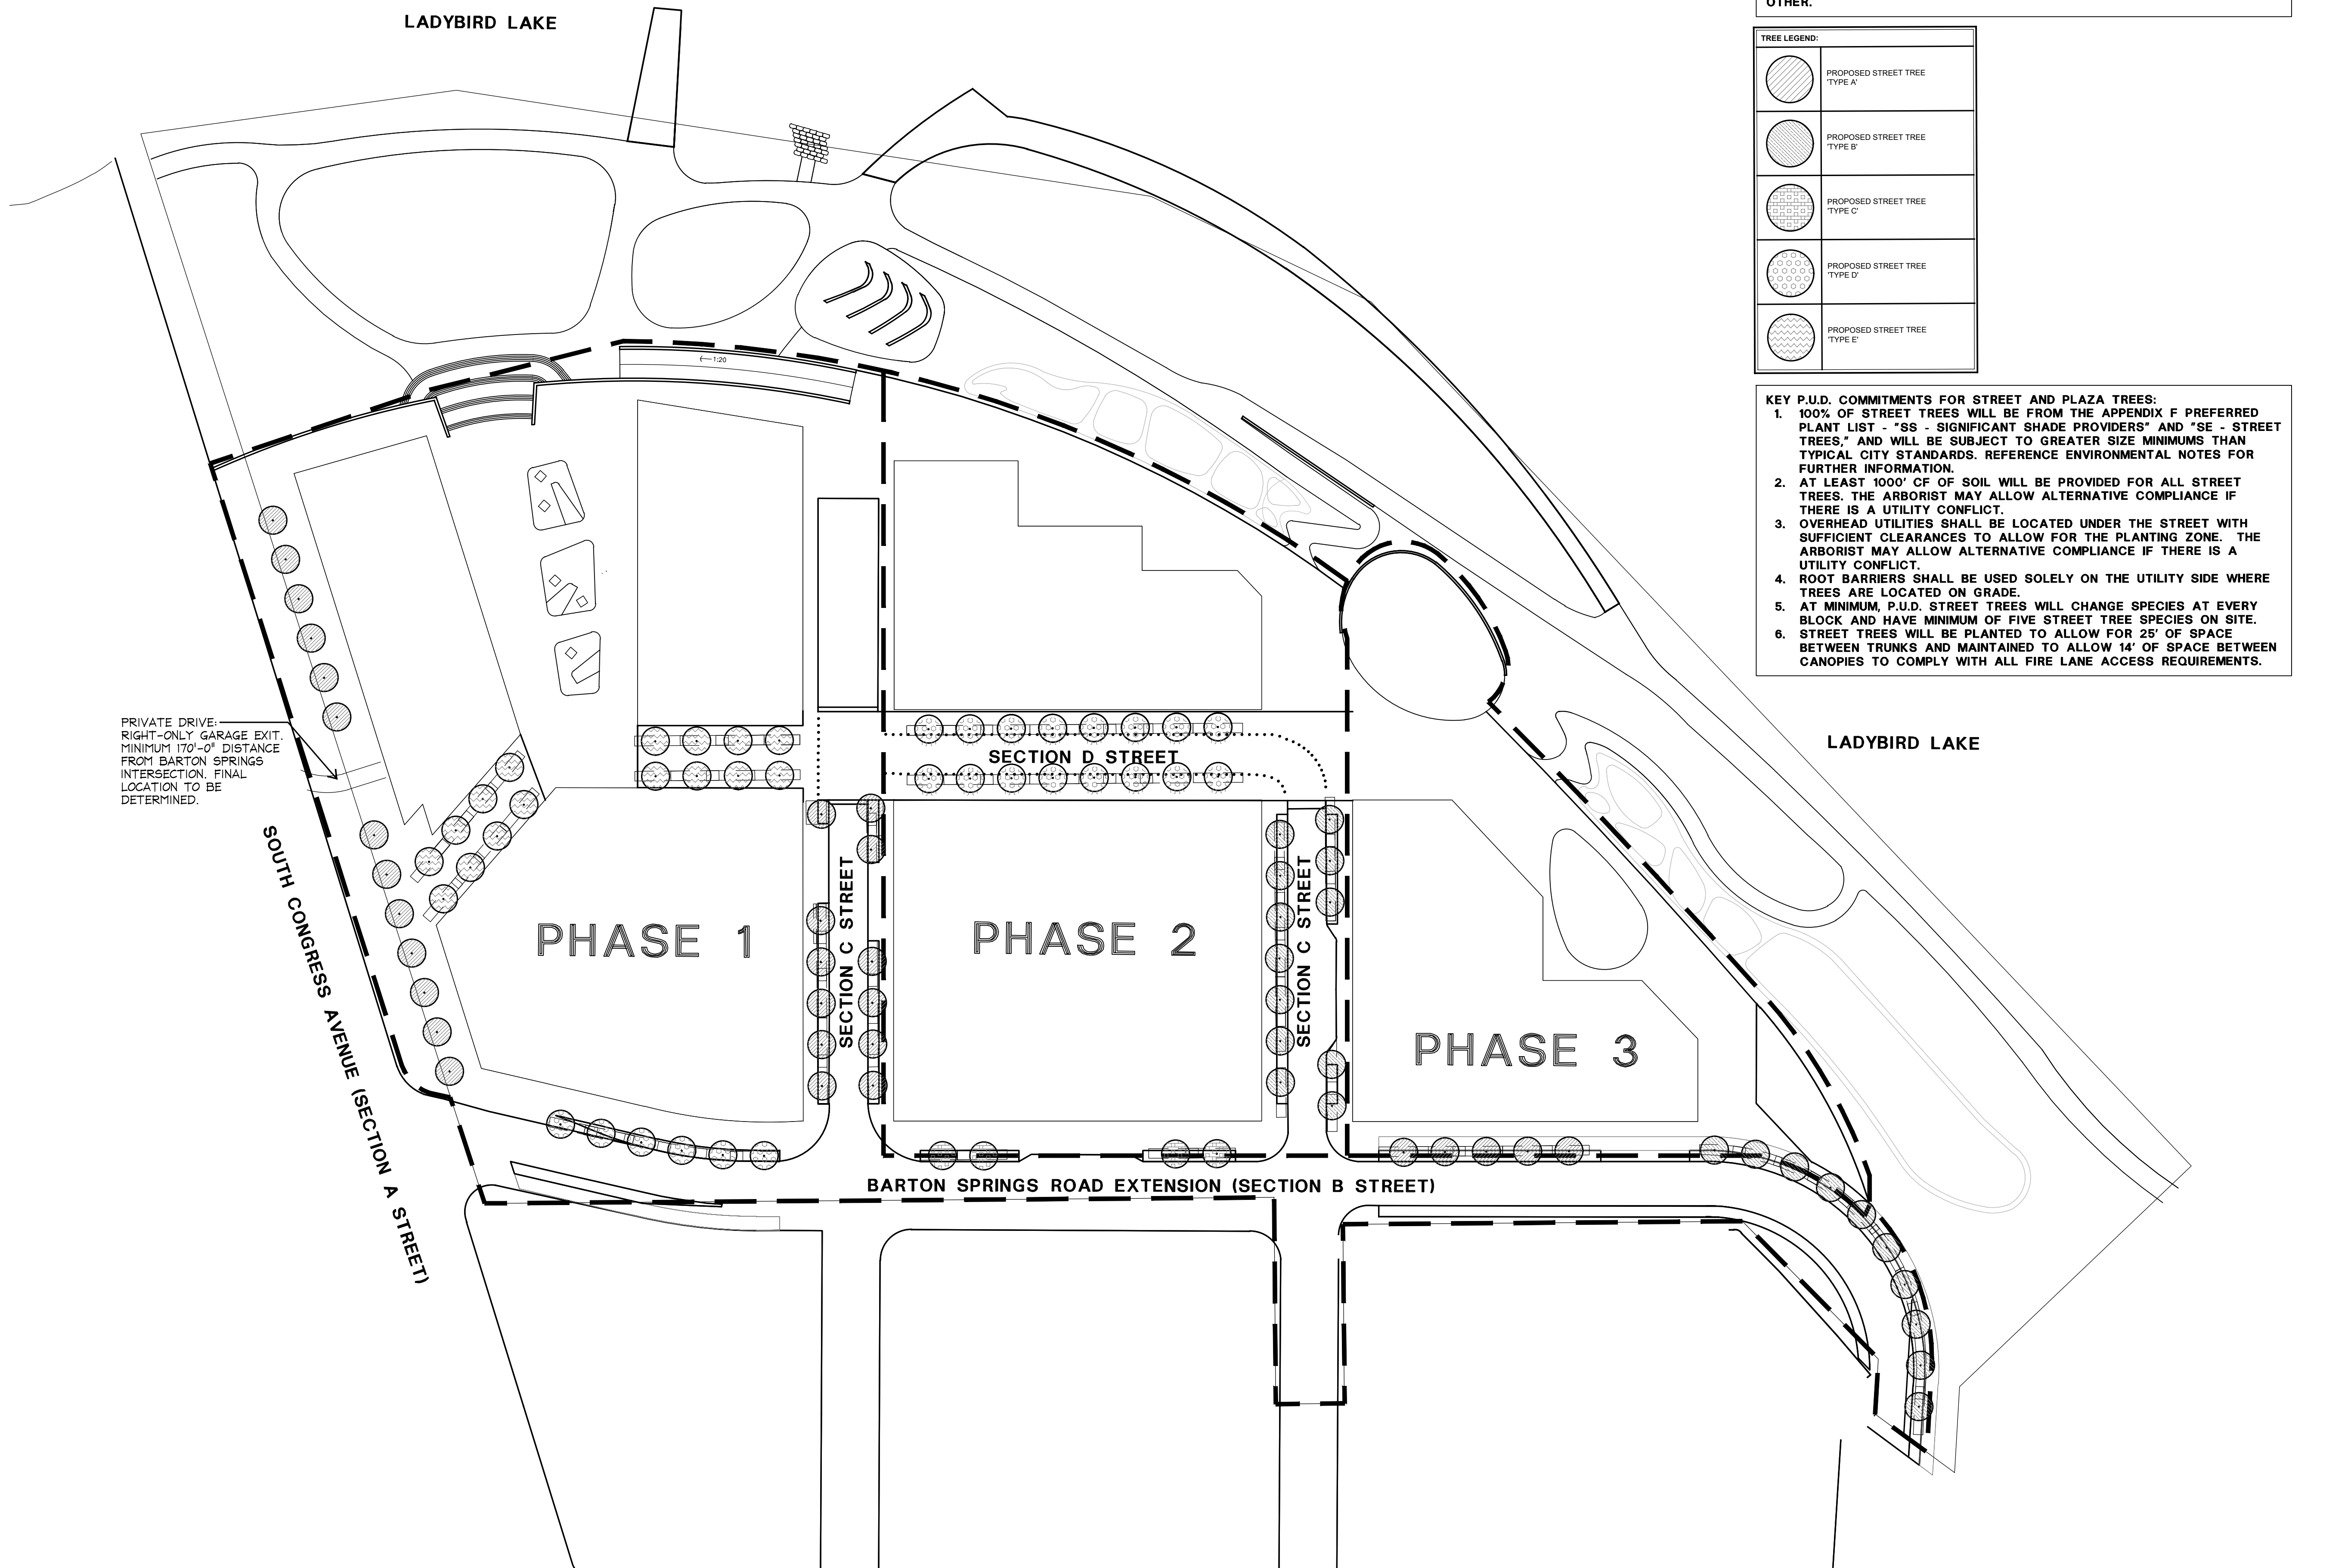 OTHER.
LADYBIRD LAKE
TREE LEGEND:
PROPOSED STREET TREE
'TYPE A'
PROPOSED STREET TREE
'TYPE B'
PROPOSED STREET TREE
'TYPE C'
PROPOSED STREET TREE
'TYPE D'
PROPOSED STREET TREE
'TYPE E'
KEY P.U.D. COMMITMENTS FOR STREET AND PLAZA TREES:
1. 100% OF STREET TREES WILL BE FROM THE APPENDIX F PREFERRED
PLANT LIST - "SS - SIGNIFICANT SHADE PROVIDERS" AND "SE - STREET
TREES," AND WILL BE SUBJECT TO GREATER SIZE MINIMUMS THAN
TYPICAL CITY STANDARDS. REFERENCE ENVIRONMENTAL NOTES FOR
FURTHER INFORMATION.
2. AT LEAST 1000' CF OF SOIL WILL BE PROVIDED FOR ALL STREET
TREES. THE ARBORIST MAY ALLOW ALTERNATIVE COMPLIANCE IF
THERE IS A UTILITY CONFLICT.
3. OVERHEAD UTILITIES SHALL BE LOCATED UNDER THE STREET WITH
SUFFICIENT CLEARANCES TO ALLOW FOR THE PLANTING ZONE. THE
ARBORIST MAY ALLOW ALTERNATIVE COMPLIANCE IF THERE IS A
UTILITY CONFLICT.
4. ROOT BARRIERS SHALL BE USED SOLELY ON THE UTILITY SIDE WHERE
TREES ARE LOCATED ON GRADE.
5. AT MINIMUM, P.U.D. STREET TREES WILL CHANGE SPECIES AT EVERY
BLOCK AND HAVE MINIMUM OF FIVE STREET TREE SPECIES ON SITE.
6. STREET TREES WILL BE PLANTED TO ALLOW FOR 25' OF SPACE
BETWEEN TRUNKS AND MAINTAINED TO ALLOW 14' OF SPACE BETWEEN
CANOPIES TO COMPLY WITH ALL FIRE LANE ACCESS REQUIREMENTS.
1:20
PRIVATE DRIVE:
RIGHT-ONLY GARAGE EXIT.
MINIMUM 170'-0" DISTANCE
FROM BARTON SPRINGS
INTERSECTION. FINAL
LOCATION TO BE
DETERMINED.
LADYBIRD LAKE
SECTION D STREET
SOUTH CONGRESS AVENUE (SECTION A STREET)
PHASE 1
SECTION C STREET
PHASE 2
SECTION C STREET
PHASE 3
BARTON SPRINGS ROAD EXTENSION (SECTION B STREET)